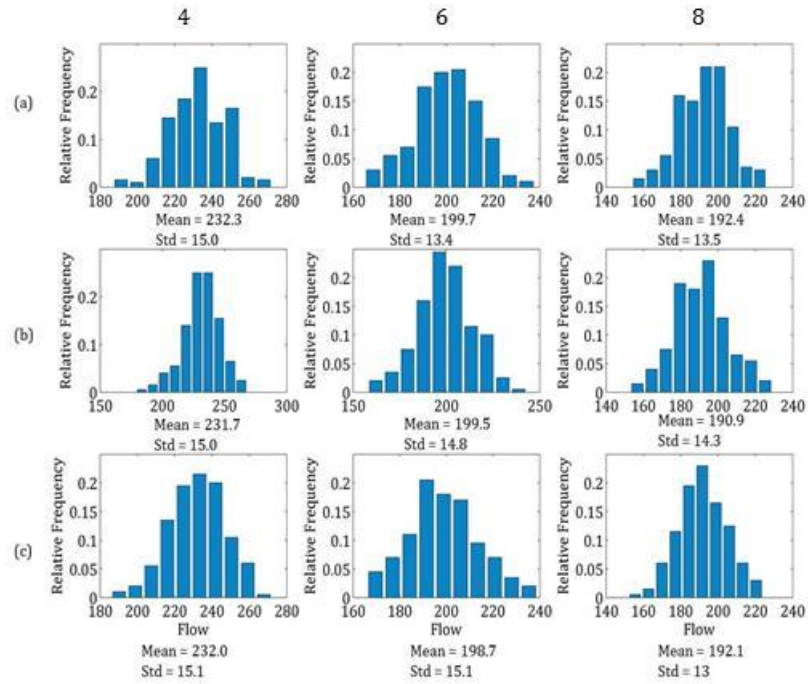 4 6 8
(a)
Relative Frequency Relative Frequency Relative Frequency
0.2 0.1 0
0.2 0.15 0.1 0.05 0
0.2 0.15 0.1 0.05 0
180 200 220 240 260 280
160 180 200 220 240
140 160 180 200 220 240
Mean = 232.3 Mean = 199.7 Mean = 192.4
Std = 15.0 Std = 13.4 Std = 13.5
(b)
Relative Frequency Relative Frequency Relative Frequency
0.2 0.1 0
0.2 0.15 0.1 0.05 0
0.2 0.15 0.1 0.05 0
150 200 250 300
150 200 250
140 160 180 200 220 240
Mean = 231.7 Mean = 199.5 Mean = 190.9
Std = 15.0 Std = 14.8 Std = 14.3
(c)
Relative Frequency Relative Frequency Relative Frequency
0.2 0.15 0.1 0.05 0
0.2 0.15 0.1 0.05 0
0.2 0.15 0.1 0.05 0
180 200 220 240 260 280
160 180 200 220 240
140 160 180 200 220 240
Flow Flow Flow
Mean = 232.0 Mean = 198.7 Mean = 192.1
Std = 15.1 Std = 15.1 Std = 13